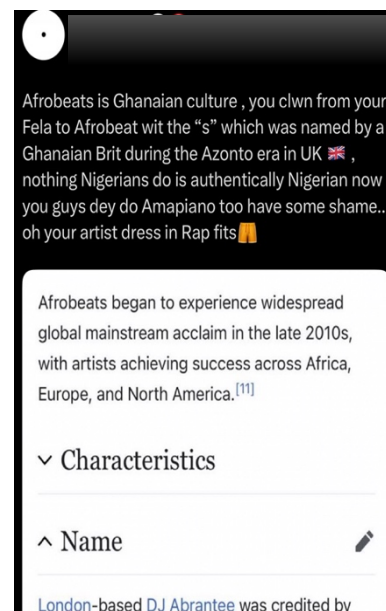 Afrobeats is Ghanaian culture , you clwn from your
Fela to Afrobeat wit the “s” which was named by a
Ghanaian Brit during the Azonto era in UK 🇬🇧 ,
nothing Nigerians do is authentically Nigerian now
you guys dey do Amapiano too have some shame..
oh your artist dress in Rap fits🩳
Afrobeats began to experience widespread
global mainstream acclaim in the late 2010s,
with artists achieving success across Africa,
Europe, and North America.[11]
Characteristics
Name
London-based DJ Abrantee was credited by